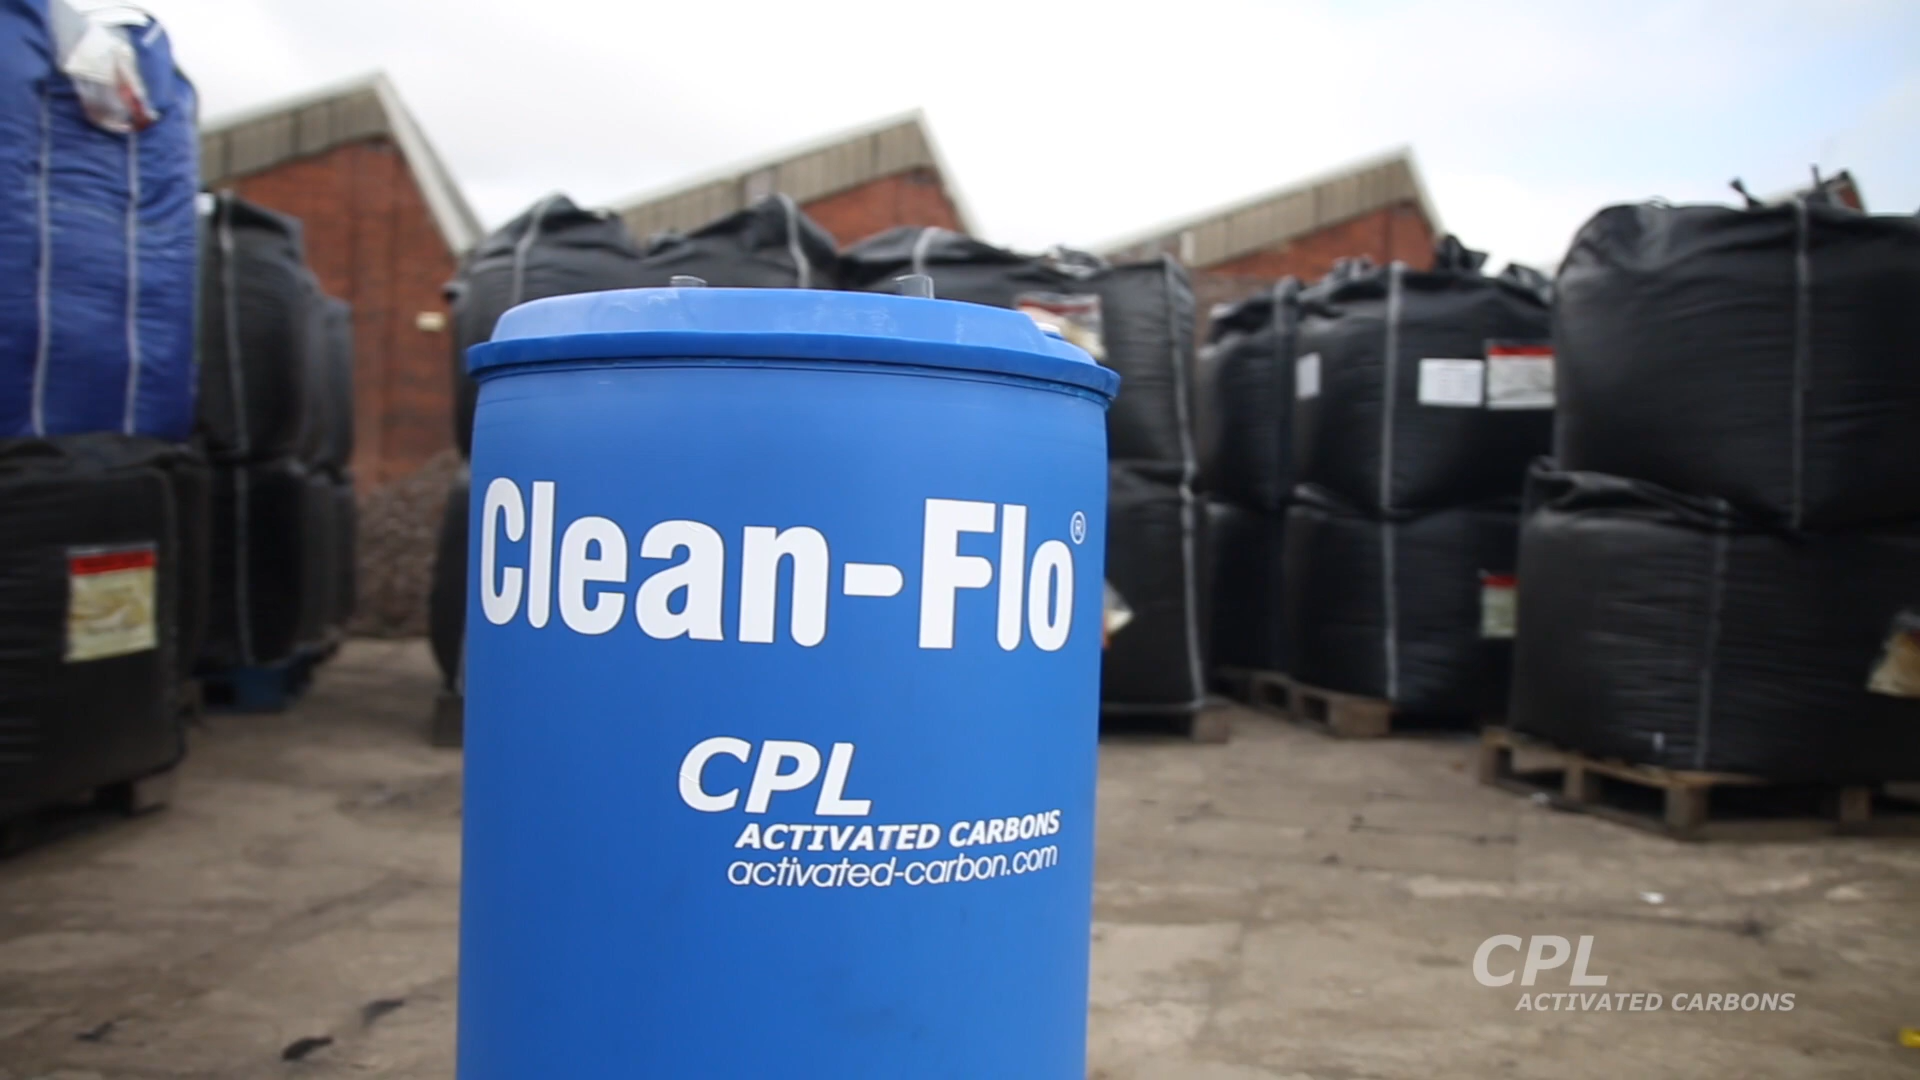 Clean-Flo®
CPL
ACTIVATED CARBONS
activated-carbon.com
CPL
ACTIVATED CARBONS